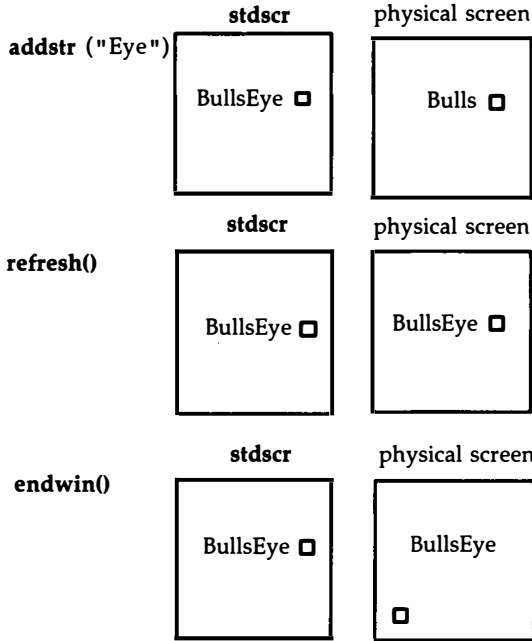 stdscr physical screen
addstr ("Eye")
BullsEye Bulls
stdscr physical screen
refresh()
BullsEye BullsEye
stdscr physical screen
endwin()
BullsEye BullsEye